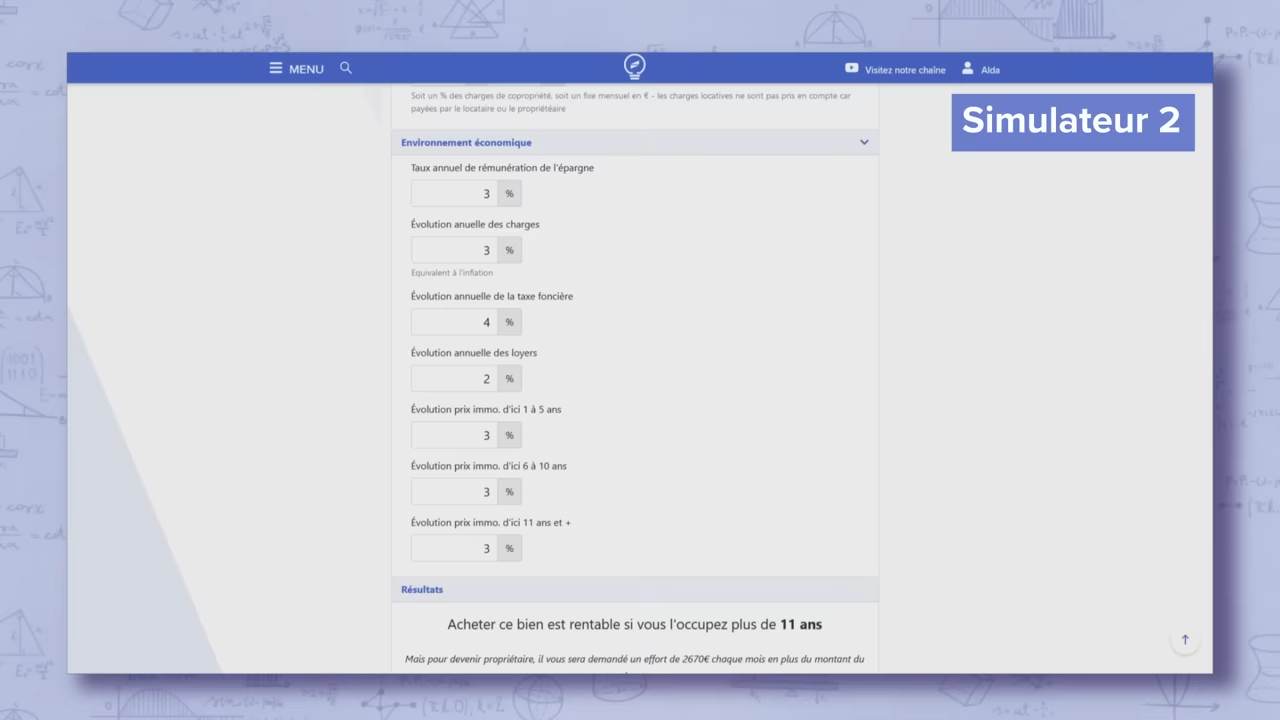 MENU
Visitez notre chaîne
Alda
Simulateur 2
Soit un % des charges de copropriété, soit un fixe mensuel en € - les charges locatives ne sont pas pris en compte car
payées par le locataire ou le propriétéaire
Environnement économique
Taux annuel de rémunération de l'épargne
3 %
Évolution anuelle des charges
3 %
Equivalent à l'inflation
Évolution annuelle de la taxe foncière
4 %
Évolution annuelle des loyers
2 %
Évolution prix immo. d'ici 1 à 5 ans
3 %
Évolution prix immo. d'ici 6 à 10 ans
3 %
Évolution prix immo. d'ici 11 ans et +
3 %
Résultats
Acheter ce bien est rentable si vous l'occupez plus de 11 ans
Mais pour devenir propriétaire, il vous sera demandé un effort de 2670€ chaque mois en plus du montant du